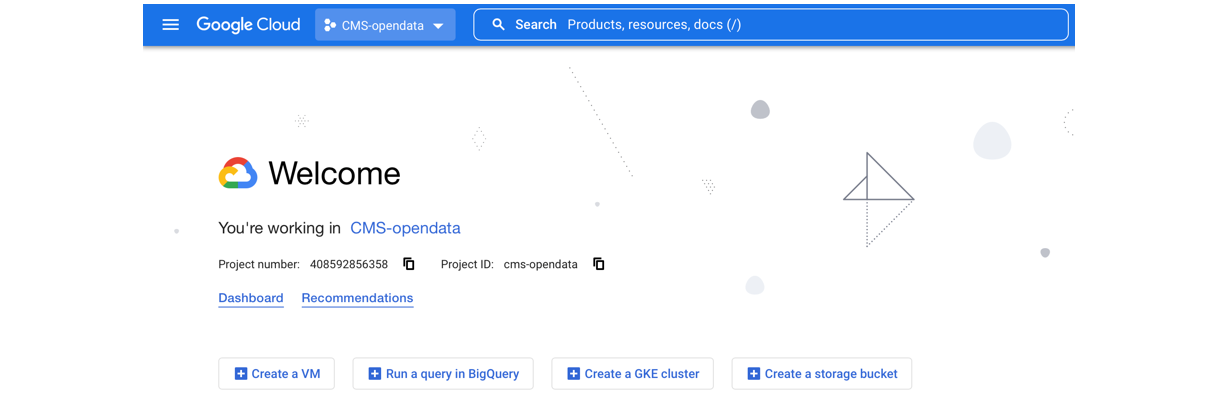 Google Cloud CMS-opendata Search Products, resources, docs (/)
Welcome
You're working in CMS-opendata
Project number: 408592856358 Project ID: cms-opendata
Dashboard Recommendations
Create a VM Run a query in BigQuery Create a GKE cluster Create a storage bucket